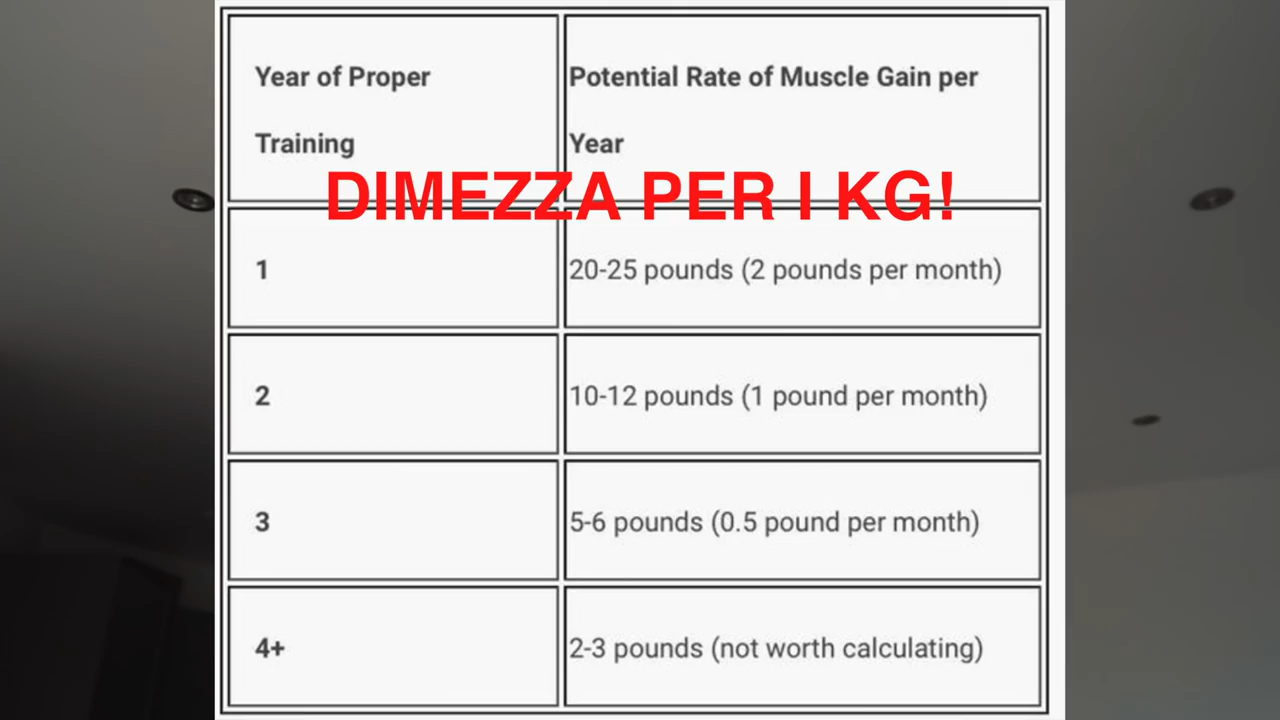 Year of Proper
Training
Potential Rate of Muscle Gain per
Year
DIMEZZA PER I KG!
1
20-25 pounds (2 pounds per month)
2
10-12 pounds (1 pound per month)
3
5-6 pounds (0.5 pound per month)
4+
2-3 pounds (not worth calculating)